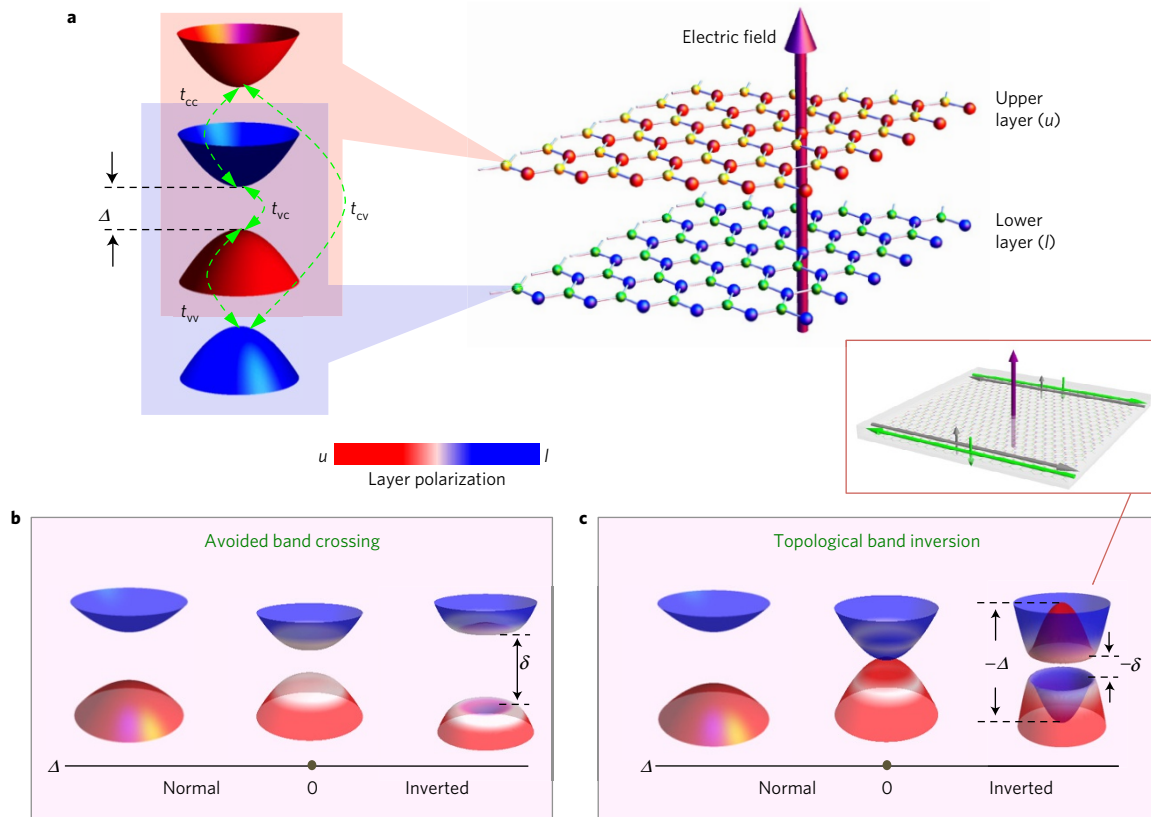 a
Electric field
Upper
layer (u)
t_cc
Δ
t_vc
t_cv
Lower
layer (l)
t_vv
u
l
Layer polarization
b
Avoided band crossing
δ
Δ
Normal
0
Inverted
c
Topological band inversion
−Δ
−δ
Δ
Normal
0
Inverted